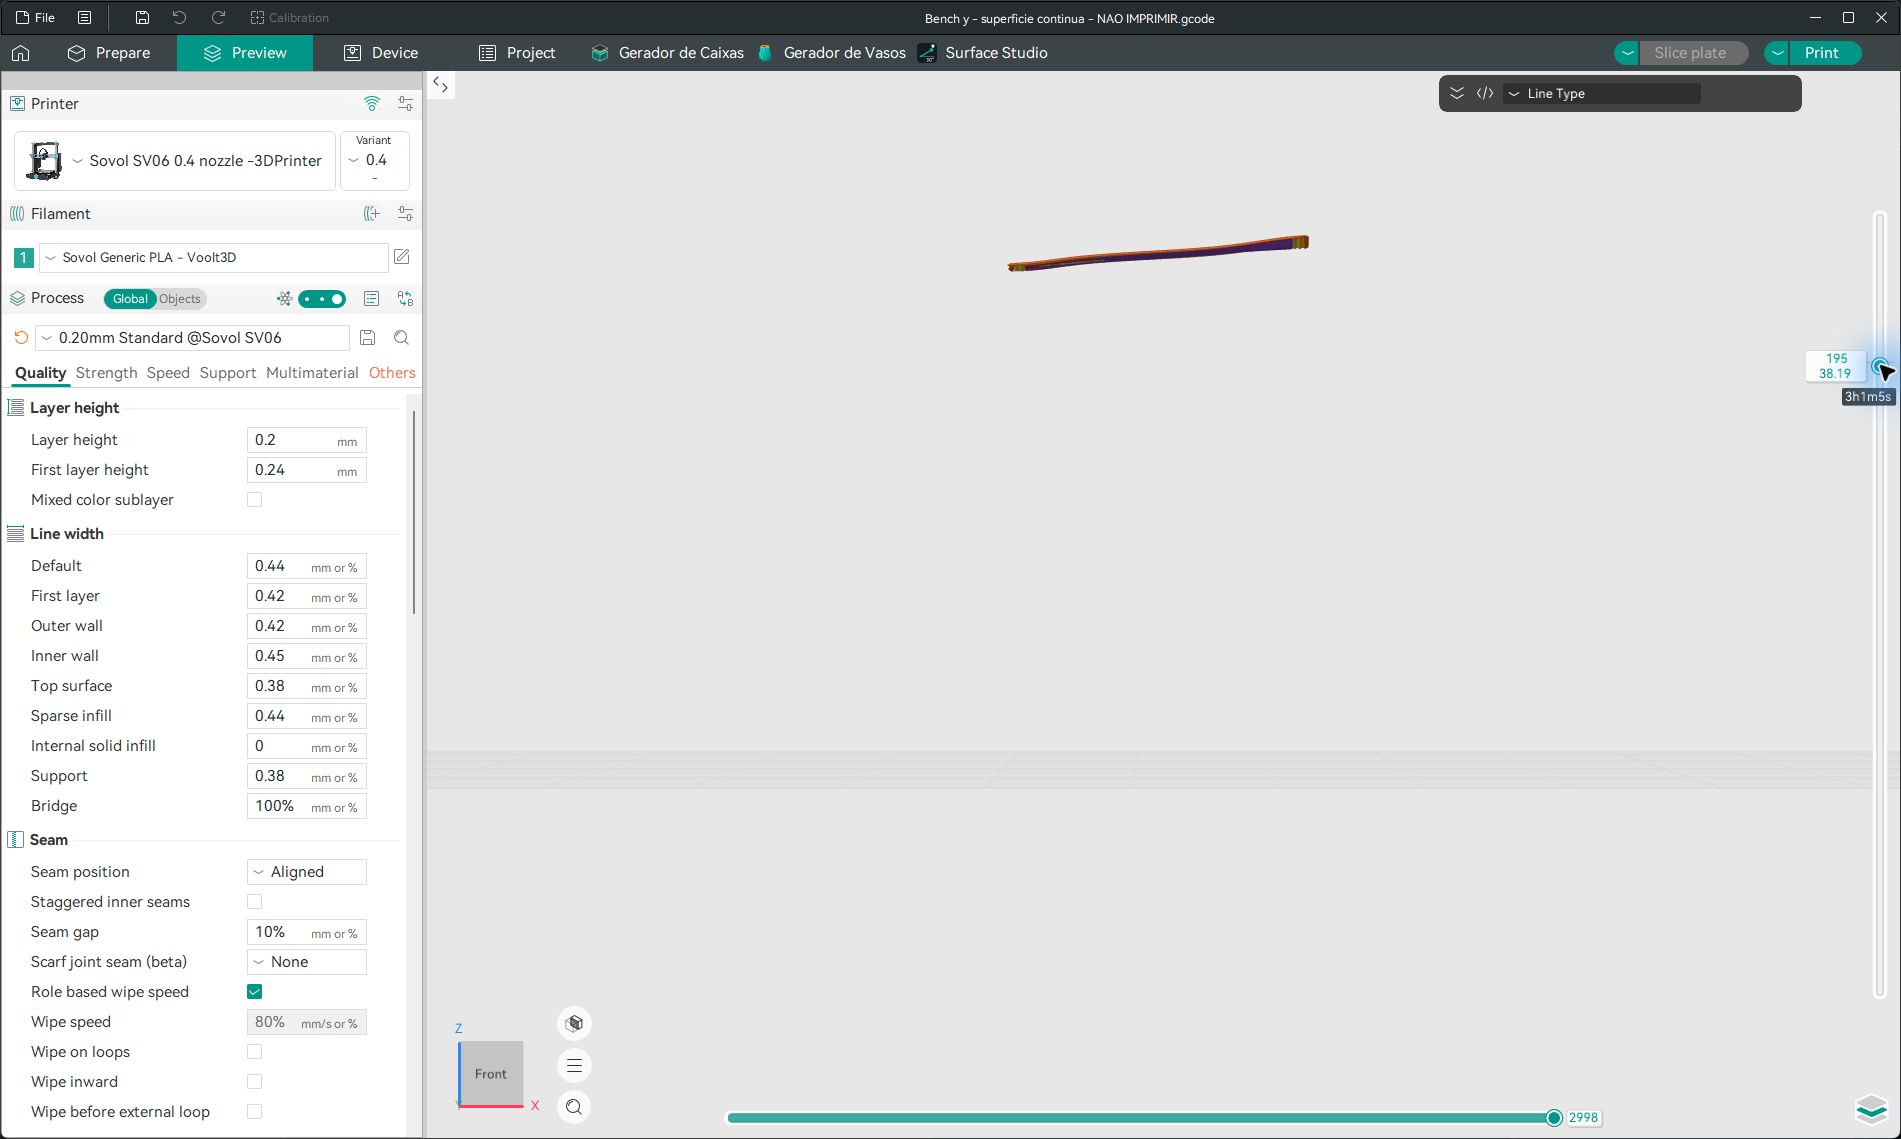 File
Calibration
Bench y - superficie continua - NAO IMPRIMIR.gcode
Prepare
Preview
Device
Project
Gerador de Caixas
Gerador de Vasos
Surface Studio
Slice plate
Print
Printer
Sovol SV06 0.4 nozzle -3DPrinter
Variant
0.4
-
Filament
1
Sovol Generic PLA - Voolt3D
Process
Global
Objects
0.20mm Standard @Sovol SV06
Quality Strength Speed Support Multimaterial Others
Layer height
Layer height 0.2 mm
First layer height 0.24 mm
Mixed color sublayer
Line width
Default 0.44 mm or %
First layer 0.42 mm or %
Outer wall 0.42 mm or %
Inner wall 0.45 mm or %
Top surface 0.38 mm or %
Sparse infill 0.44 mm or %
Internal solid infill 0 mm or %
Support 0.38 mm or %
Bridge 100% mm or %
Seam
Seam position Aligned
Staggered inner seams
Seam gap 10% mm or %
Scarf joint seam (beta) None
Role based wipe speed
Wipe speed 80% mm/s or %
Wipe on loops
Wipe inward
Wipe before external loop
Line Type
195
38.19
3h1m5s
Z
Front
X
2998